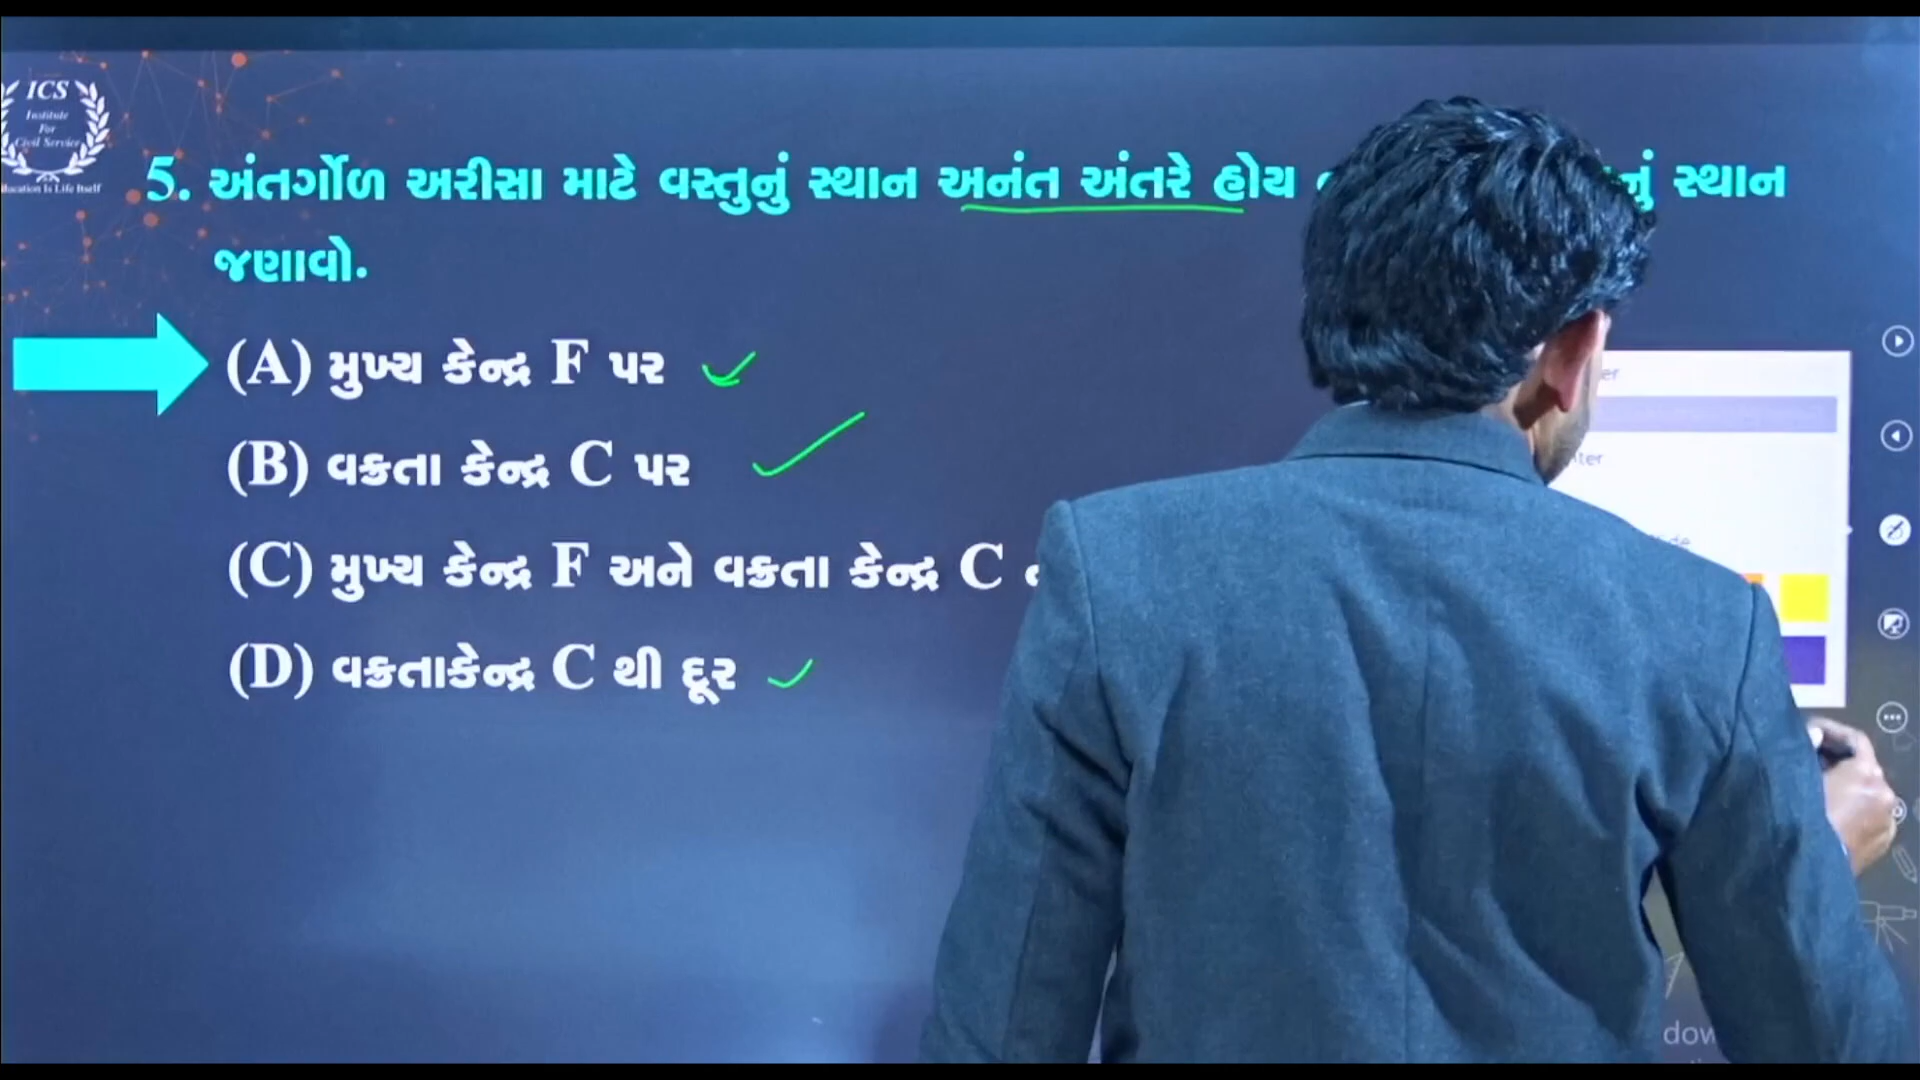 ICS
Institute
For
Civil Service
Education Is Life Itself
5. અંતર્ગોળ અરીસા માટે વસ્તુનું સ્થાન અનંત અંતરે હોય સ્થાન
જણાવો.
(A) મુખ્ય કેન્દ્ર F પર
(B) વક્રતા કેન્દ્ર C પર
(C) મુખ્ય કેન્દ્ર F અને વક્રતા કેન્દ્ર C
(D) વક્રતાકેન્દ્ર C થી દૂર